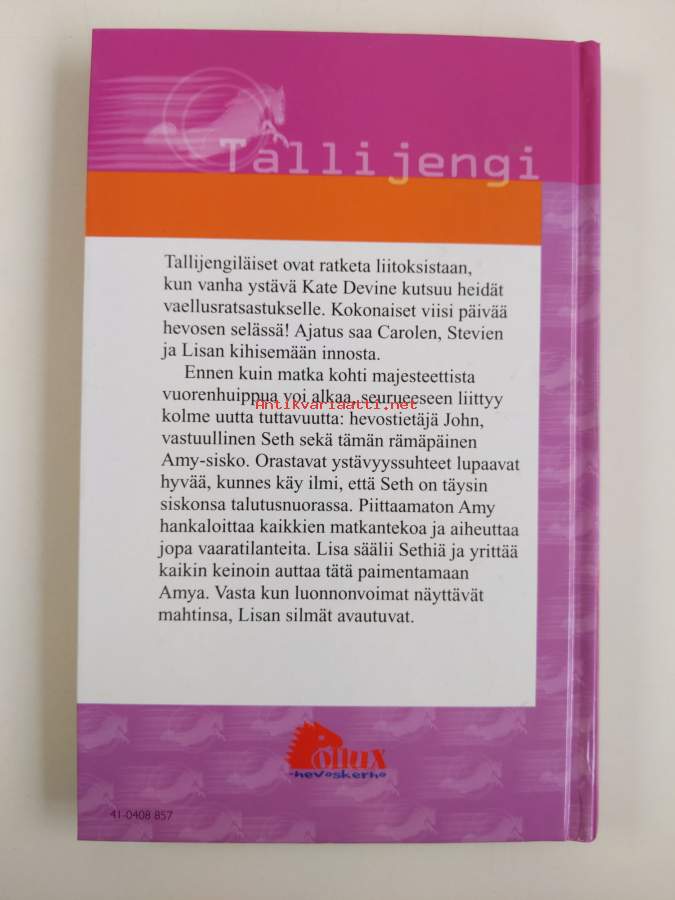 Tallijengi
Tallijengiläiset ovat ratketa liitoksistaan,
kun vanha ystävä Kate Devine kutsuu heidät
vaellusratsastukselle. Kokonaiset viisi päivää
hevosen selässä! Ajatus saa Carolen, Stevien
ja Lisan kihisemään innosta.
Ennen kuin matka kohti majesteettista
vuorenhuippua voi alkaa, seurueeseen liittyy
Antikvariaatti.net
kolme uutta tuttavuutta: hevostietäjä John,
vastuullinen Seth sekä tämän rämäpäinen
Amy-sisko. Orastavat ystävyyssuhteet lupaavat
hyvää, kunnes käy ilmi, että Seth on täysin
siskonsa talutusnuorassa. Piittaamaton Amy
hankaloittaa kaikkien matkantekoa ja aiheuttaa
jopa vaaratilanteita. Lisa säälii Sethiä ja yrittää
kaikin keinoin auttaa tätä paimentamaan
Amya. Vasta kun luonnonvoimat näyttävät
mahtinsa, Lisan silmät avautuvat.
Pollux
-hevoskerho
41-0408 857